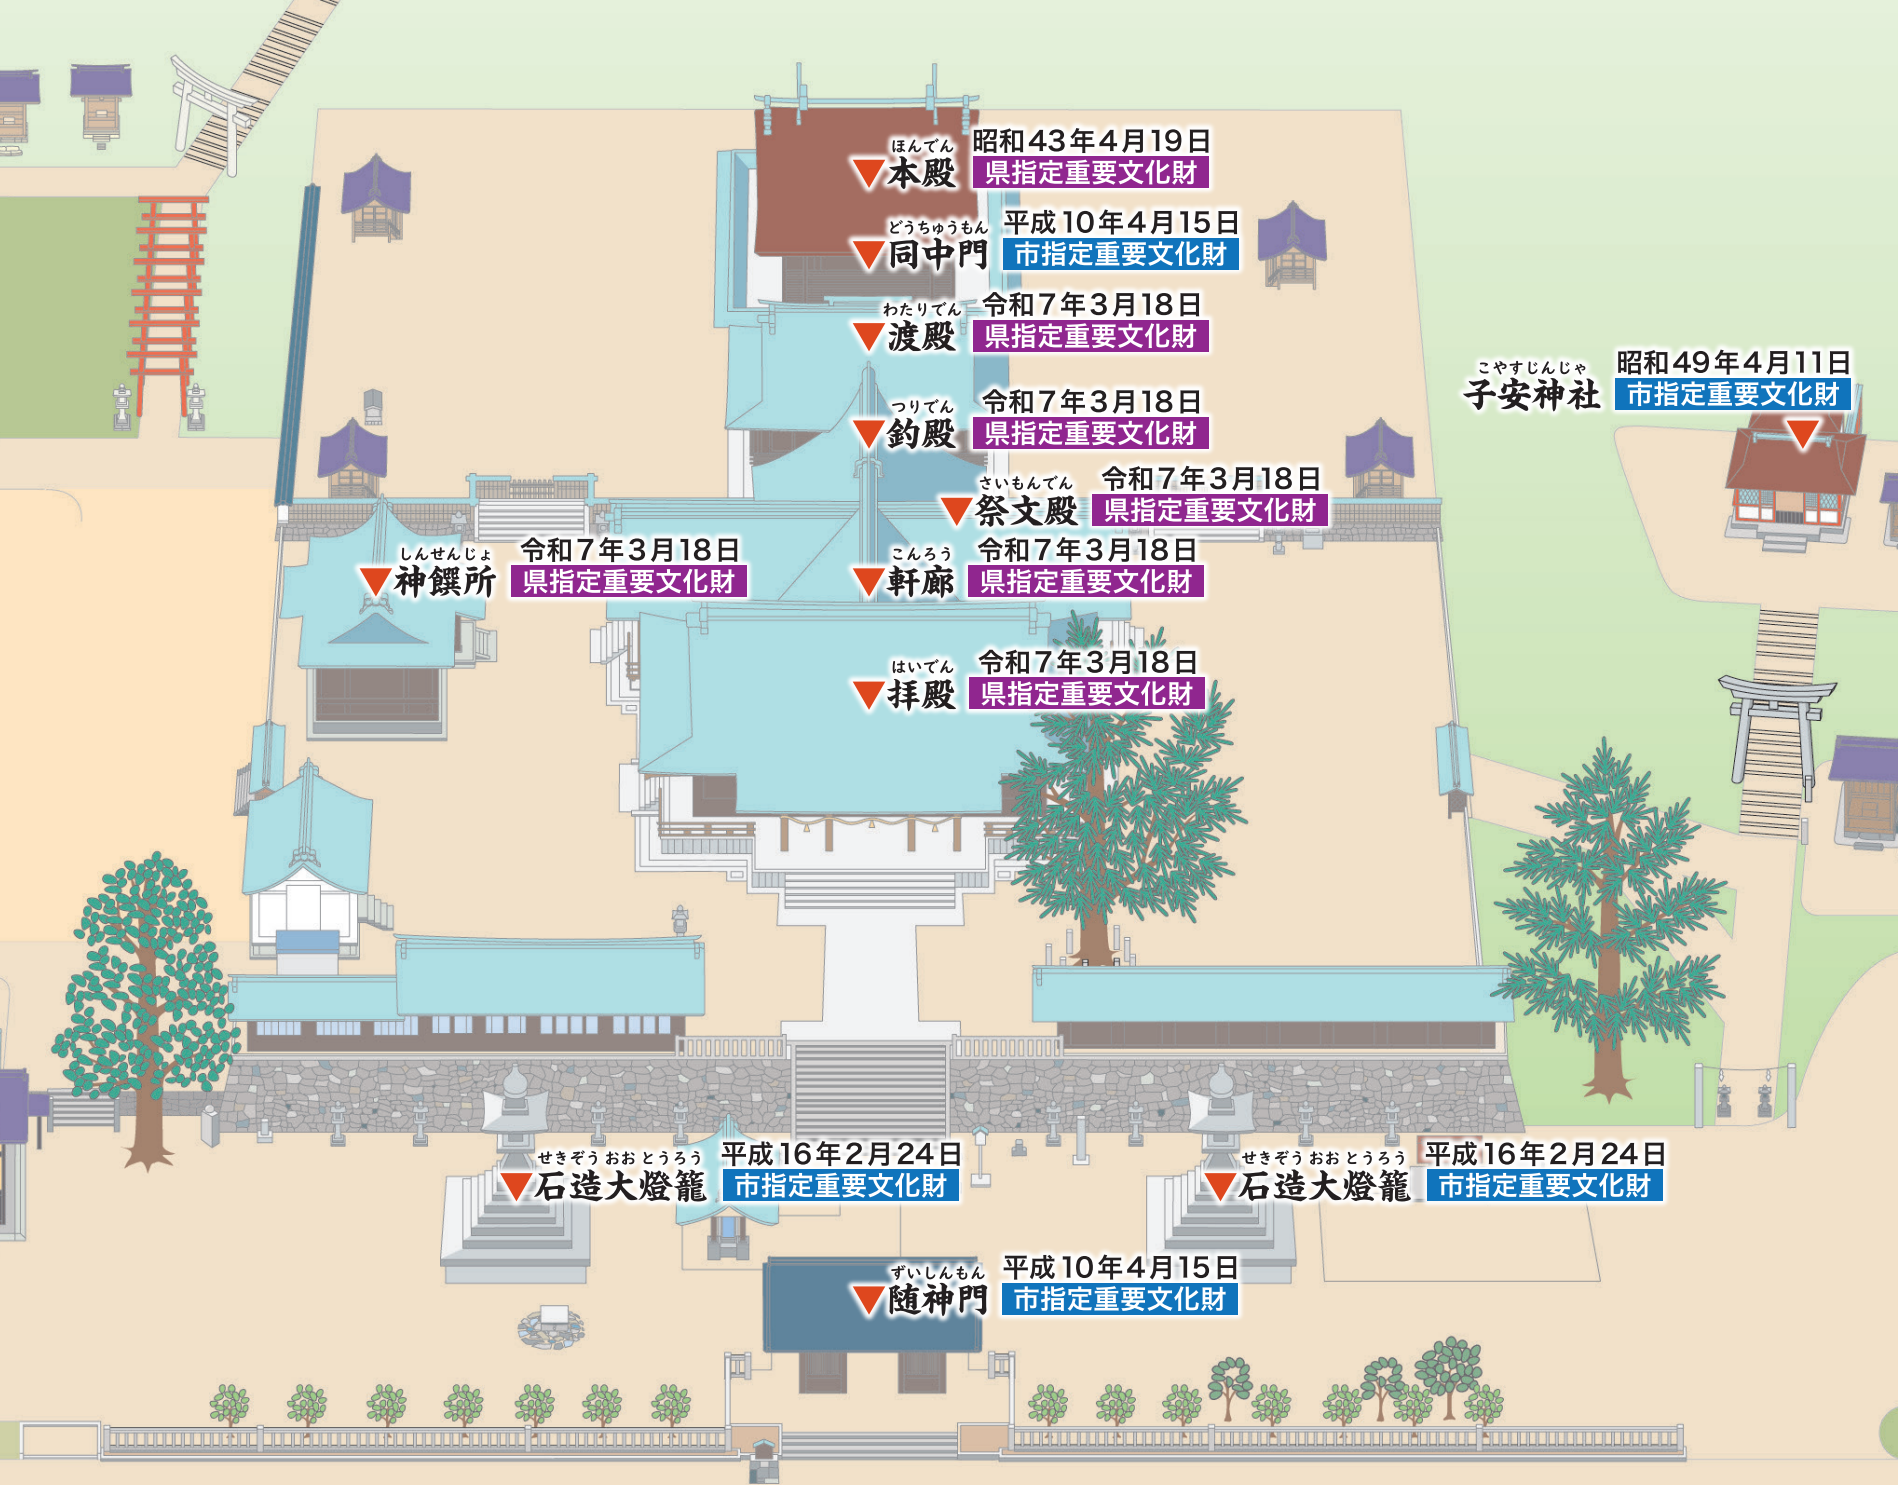 ほんでん
本殿
昭和43年4月19日
県指定重要文化財
どうちゅうもん
同中門
平成10年4月15日
市指定重要文化財
わたりでん
渡殿
令和7年3月18日
県指定重要文化財
こやすじんじゃ
子安神社
昭和49年4月11日
市指定重要文化財
つりでん
釣殿
令和7年3月18日
県指定重要文化財
さいもんでん
祭文殿
令和7年3月18日
県指定重要文化財
しんせんじょ
神饌所
令和7年3月18日
県指定重要文化財
こんろう
軒廊
令和7年3月18日
県指定重要文化財
はいでん
拝殿
令和7年3月18日
県指定重要文化財
せきぞう おお とうろう
石造大燈籠
平成16年2月24日
市指定重要文化財
せきぞう おお とうろう
石造大燈籠
平成16年2月24日
市指定重要文化財
ずいしんもん
随神門
平成10年4月15日
市指定重要文化財